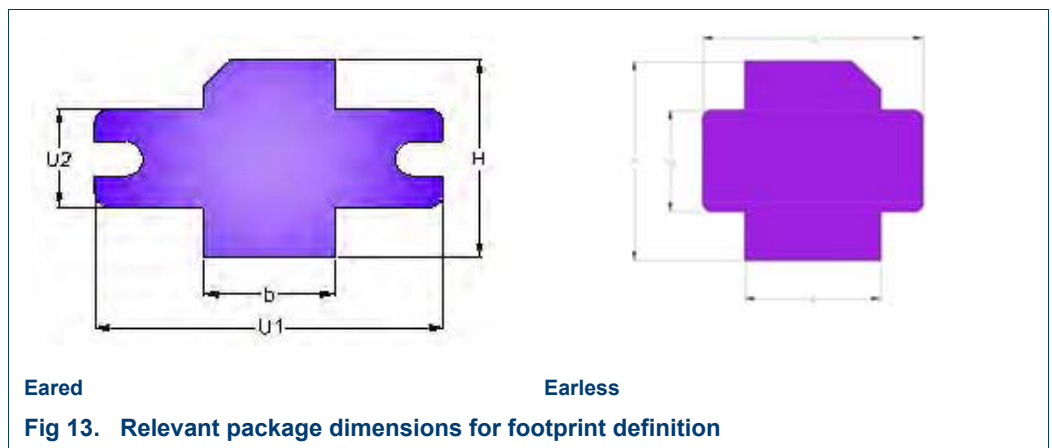 U2
H
b
U1
Eared
Earless
Fig 13. Relevant package dimensions for footprint definition